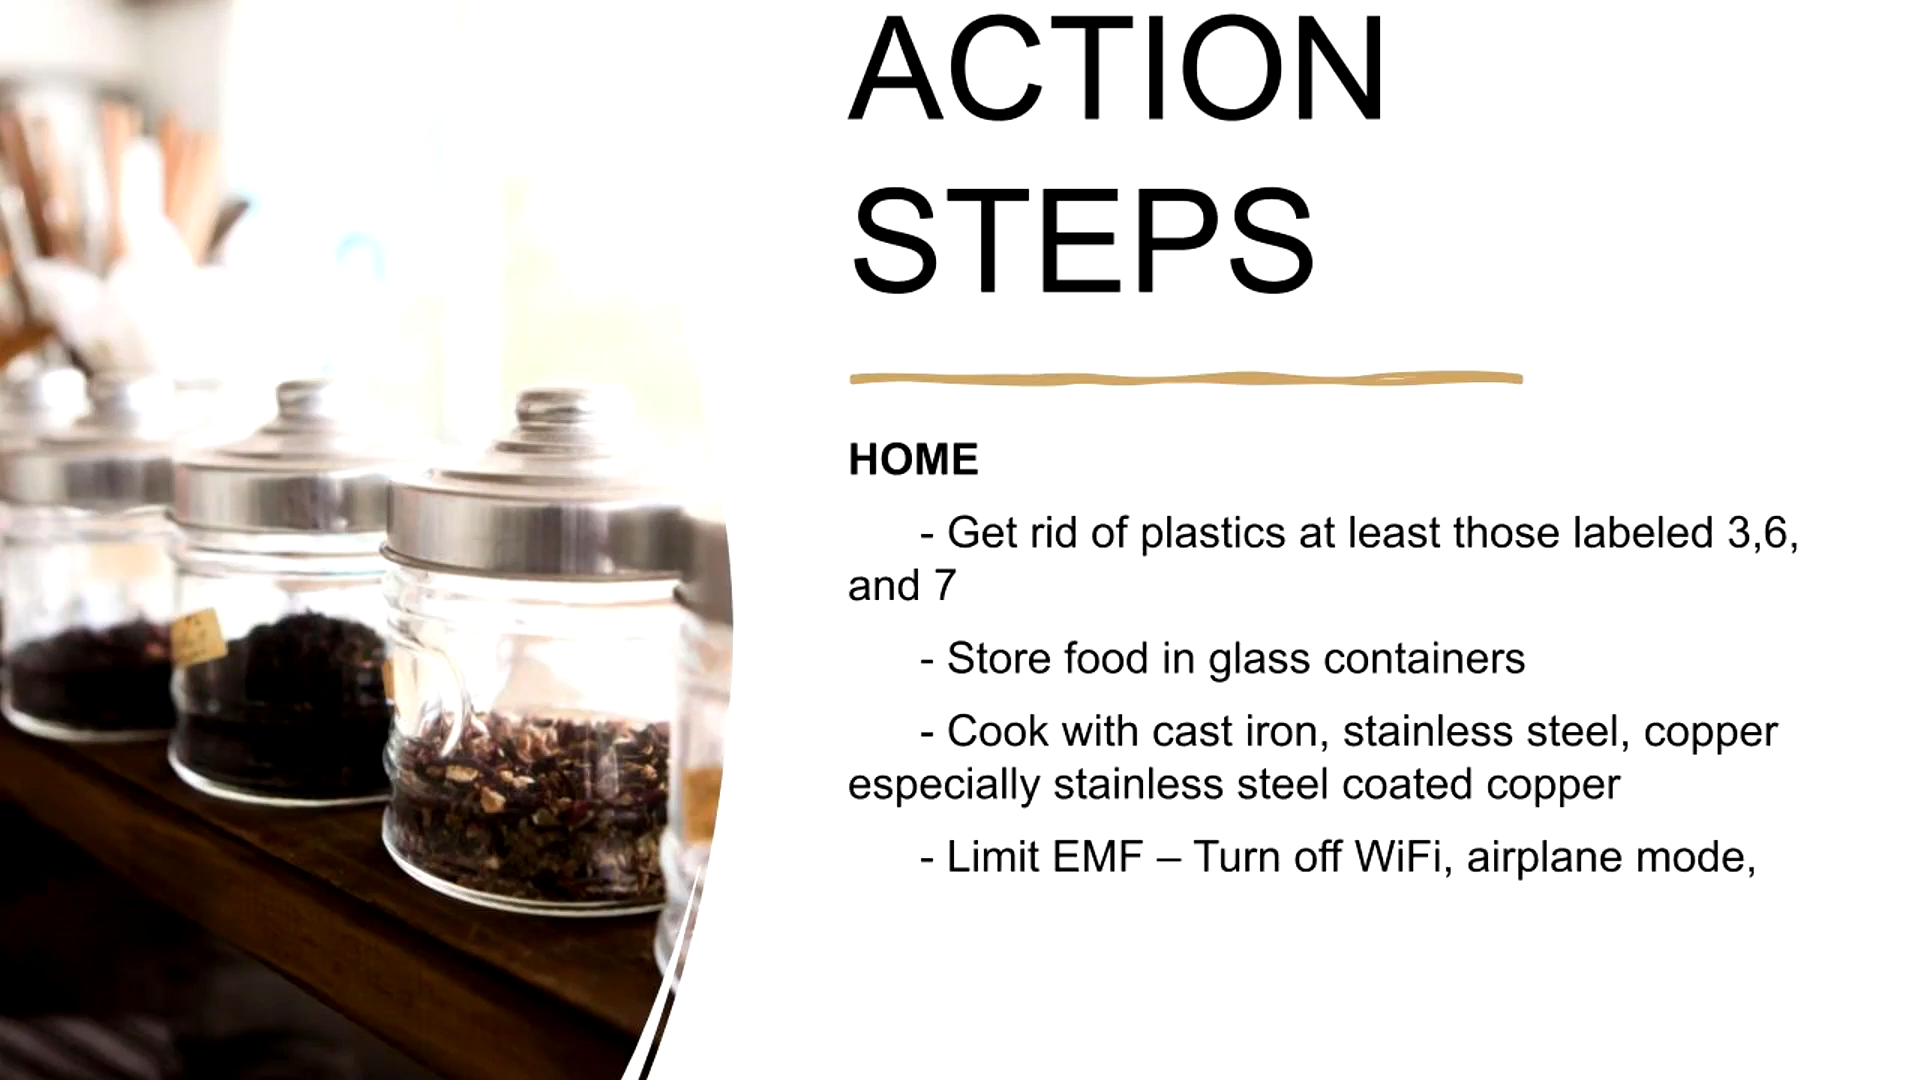 ACTION
STEPS
HOME
- Get rid of plastics at least those labeled 3,6,
and 7
- Store food in glass containers
- Cook with cast iron, stainless steel, copper
especially stainless steel coated copper
- Limit EMF – Turn off WiFi, airplane mode,